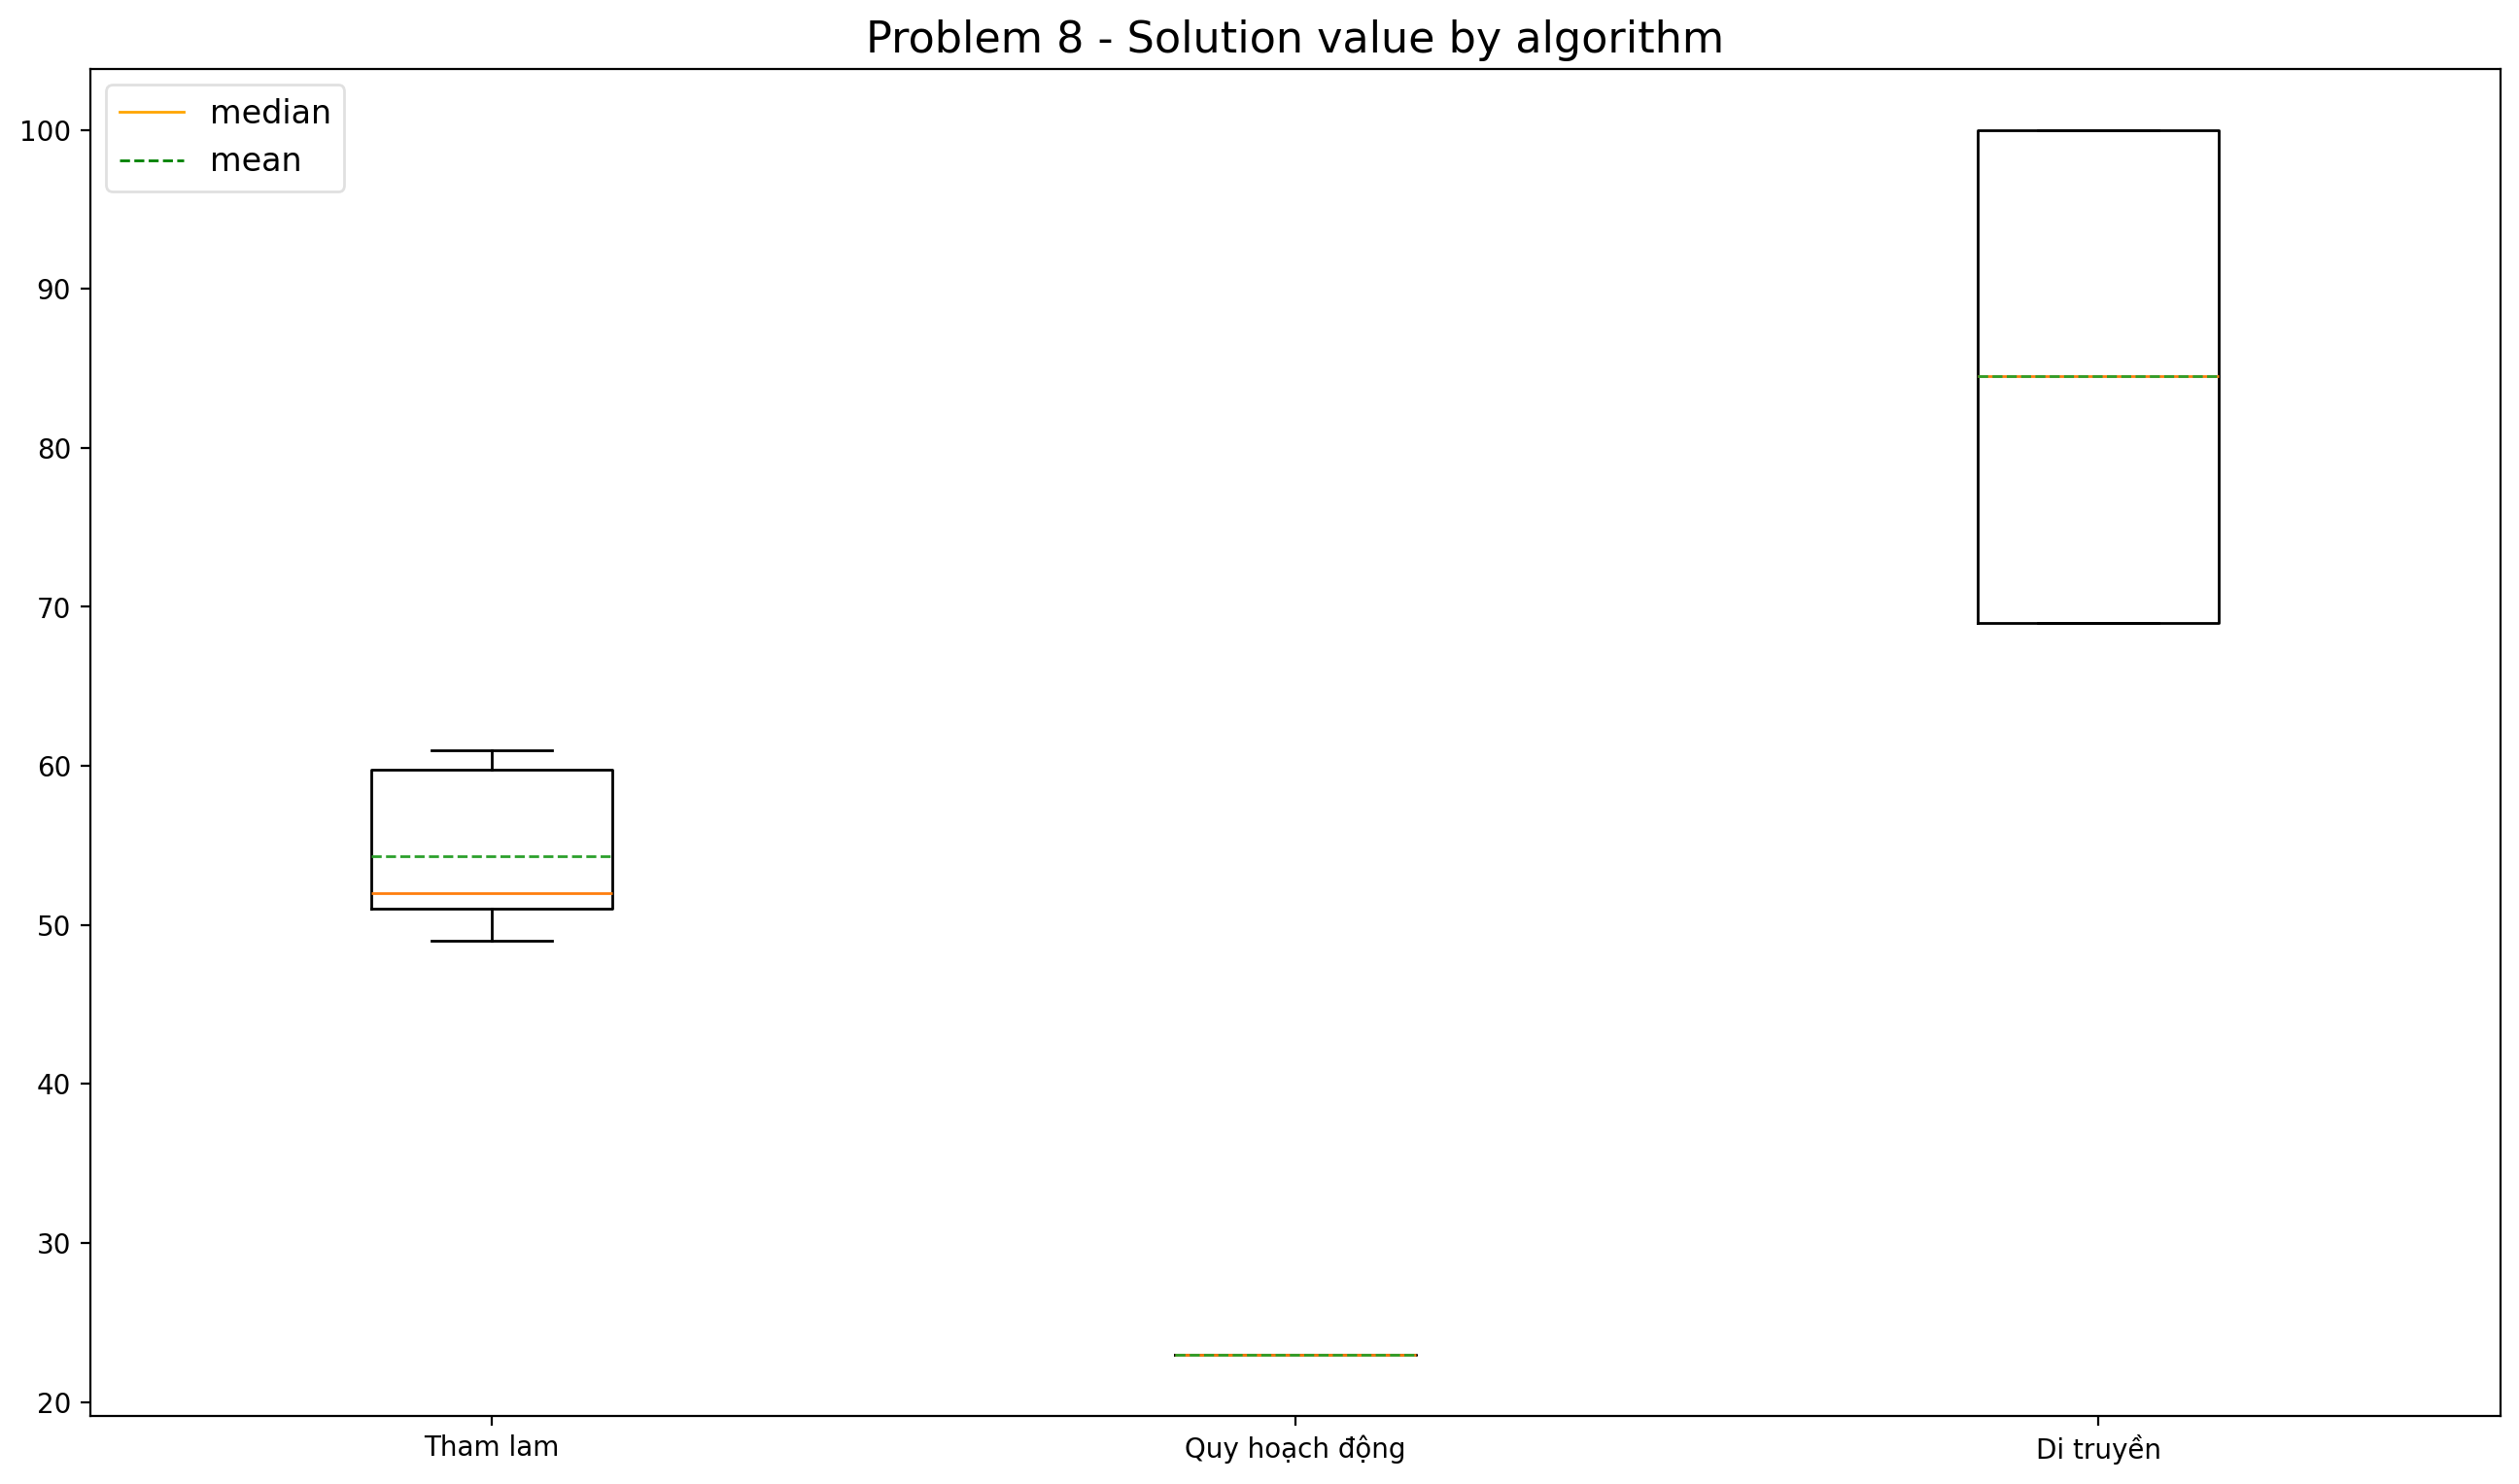 Problem 8 - Solution value by algorithm
median
mean
100
90
80
70
60
50
40
30
20
Tham lam
Quy hoạch động
Di truyền